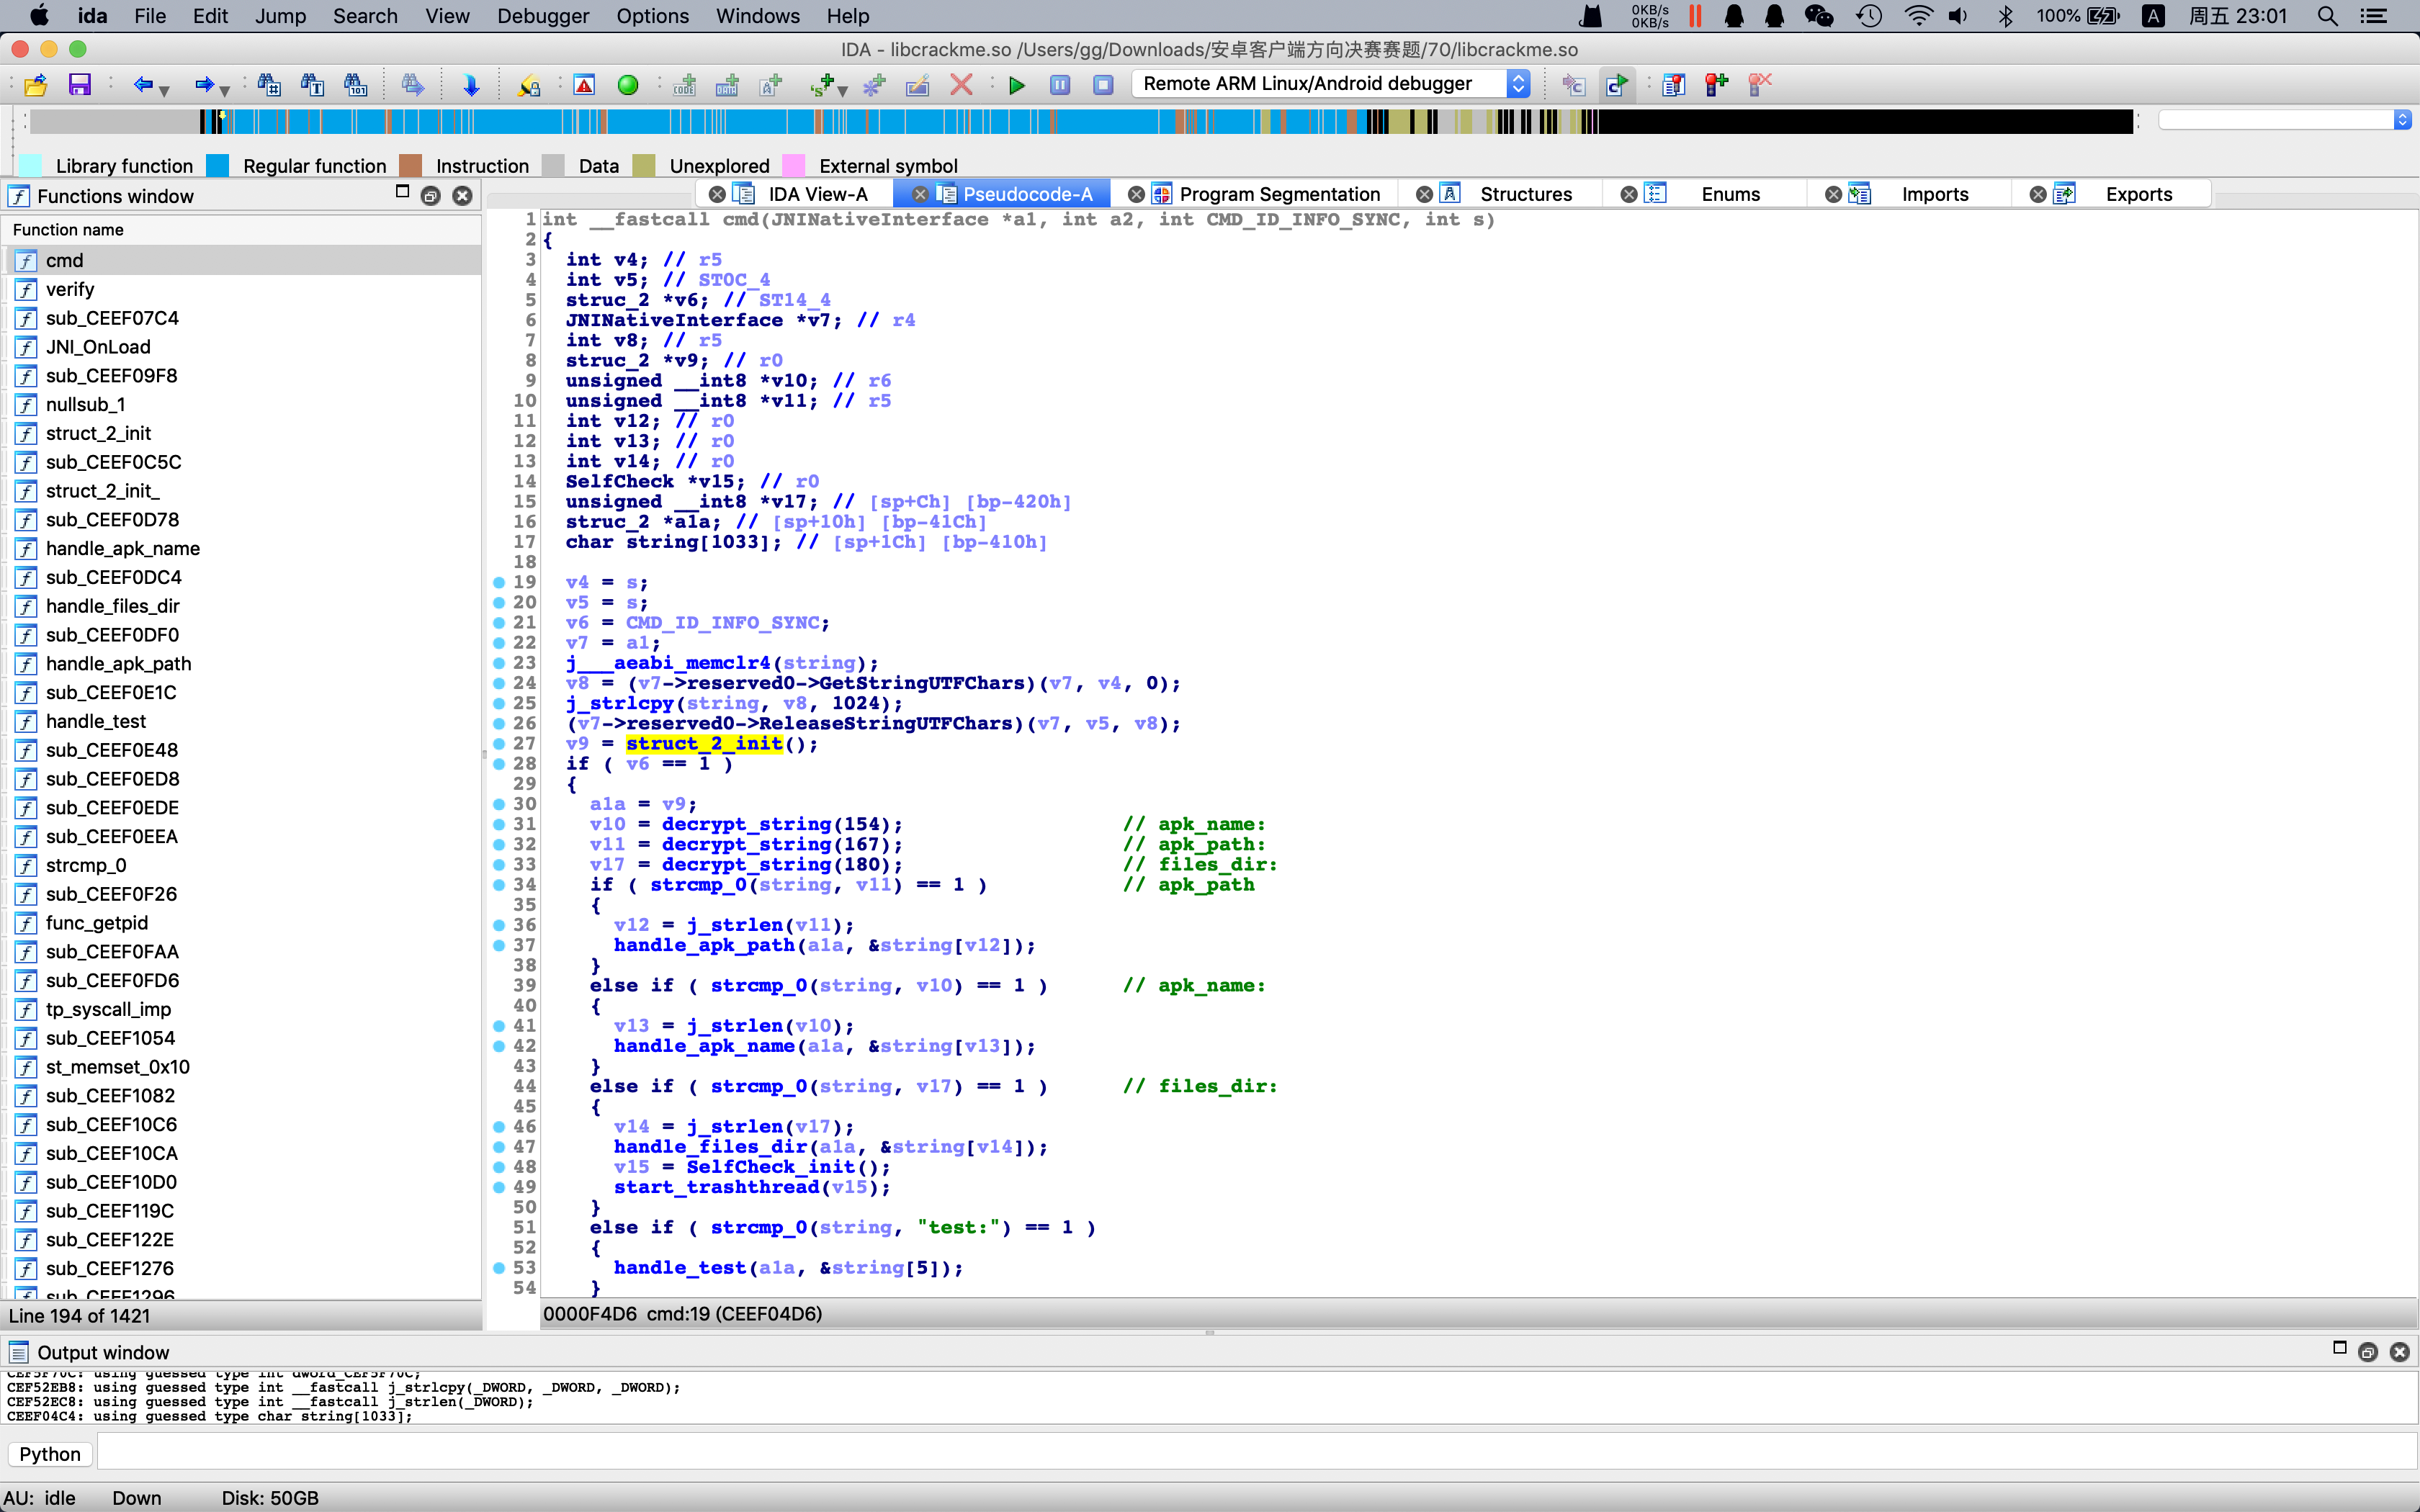 ida File Edit Jump Search View Debugger Options Windows Help 0KB/s 0KB/s 100% A 周五 23:01
IDA - libcrackme.so /Users/gg/Downloads/安卓客户端方向决赛赛题/70/libcrackme.so
Remote ARM Linux/Android debugger
Library function Regular function Instruction Data Unexplored External symbol
Functions window
IDA View-A Pseudocode-A Program Segmentation Structures Enums Imports Exports
Function name
cmd
verify
sub_CEEF07C4
JNI_OnLoad
sub_CEEF09F8
nullsub_1
struct_2_init
sub_CEEF0C5C
struct_2_init_
sub_CEEF0D78
handle_apk_name
sub_CEEF0DC4
handle_files_dir
sub_CEEF0DF0
handle_apk_path
sub_CEEF0E1C
handle_test
sub_CEEF0E48
sub_CEEF0ED8
sub_CEEF0EDE
sub_CEEF0EEA
strcmp_0
sub_CEEF0F26
func_getpid
sub_CEEF0FAA
sub_CEEF0FD6
tp_syscall_imp
sub_CEEF1054
st_memset_0x10
sub_CEEF1082
sub_CEEF10C6
sub_CEEF10CA
sub_CEEF10D0
sub_CEEF119C
sub_CEEF122E
sub_CEEF1276
sub_CEEF1296
Line 194 of 1421
1 int __fastcall cmd(JNINativeInterface *a1, int a2, int CMD_ID_INFO_SYNC, int s)
2 {
3 int v4; // r5
4 int v5; // ST0C_4
5 struc_2 *v6; // ST14_4
6 JNINativeInterface *v7; // r4
7 int v8; // r5
8 struc_2 *v9; // r0
9 unsigned __int8 *v10; // r6
10 unsigned __int8 *v11; // r5
11 int v12; // r0
12 int v13; // r0
13 int v14; // r0
14 SelfCheck *v15; // r0
15 unsigned __int8 *v17; // [sp+Ch] [bp-420h]
16 struc_2 *a1a; // [sp+10h] [bp-41Ch]
17 char string[1033]; // [sp+1Ch] [bp-410h]
18
19 v4 = s;
20 v5 = s;
21 v6 = CMD_ID_INFO_SYNC;
22 v7 = a1;
23 j___aeabi_memclr4(string);
24 v8 = (v7->reserved0->GetStringUTFChars)(v7, v4, 0);
25 j_strlcpy(string, v8, 1024);
26 (v7->reserved0->ReleaseStringUTFChars)(v7, v5, v8);
27 v9 = struct_2_init();
28 if ( v6 == 1 )
29 {
30 a1a = v9;
31 v10 = decrypt_string(154); // apk_name:
32 v11 = decrypt_string(167); // apk_path:
33 v17 = decrypt_string(180); // files_dir:
34 if ( strcmp_0(string, v11) == 1 ) // apk_path
35 {
36 v12 = j_strlen(v11);
37 handle_apk_path(a1a, &string[v12]);
38 }
39 else if ( strcmp_0(string, v10) == 1 ) // apk_name:
40 {
41 v13 = j_strlen(v10);
42 handle_apk_name(a1a, &string[v13]);
43 }
44 else if ( strcmp_0(string, v17) == 1 ) // files_dir:
45 {
46 v14 = j_strlen(v17);
47 handle_files_dir(a1a, &string[v14]);
48 v15 = SelfCheck_init();
49 start_trashthread(v15);
50 }
51 else if ( strcmp_0(string, "test:") == 1 )
52 {
53 handle_test(a1a, &string[5]);
54 }
0000F4D6 cmd:19 (CEEF04D6)
Output window
CEF5F70C: using guessed type int dword_CEF5F70C;
CEF52EB8: using guessed type int __fastcall j_strlcpy(_DWORD, _DWORD, _DWORD);
CEF52EC8: using guessed type int __fastcall j_strlen(_DWORD);
CEEF04C4: using guessed type char string[1033];
Python
AU: idle Down Disk: 50GB